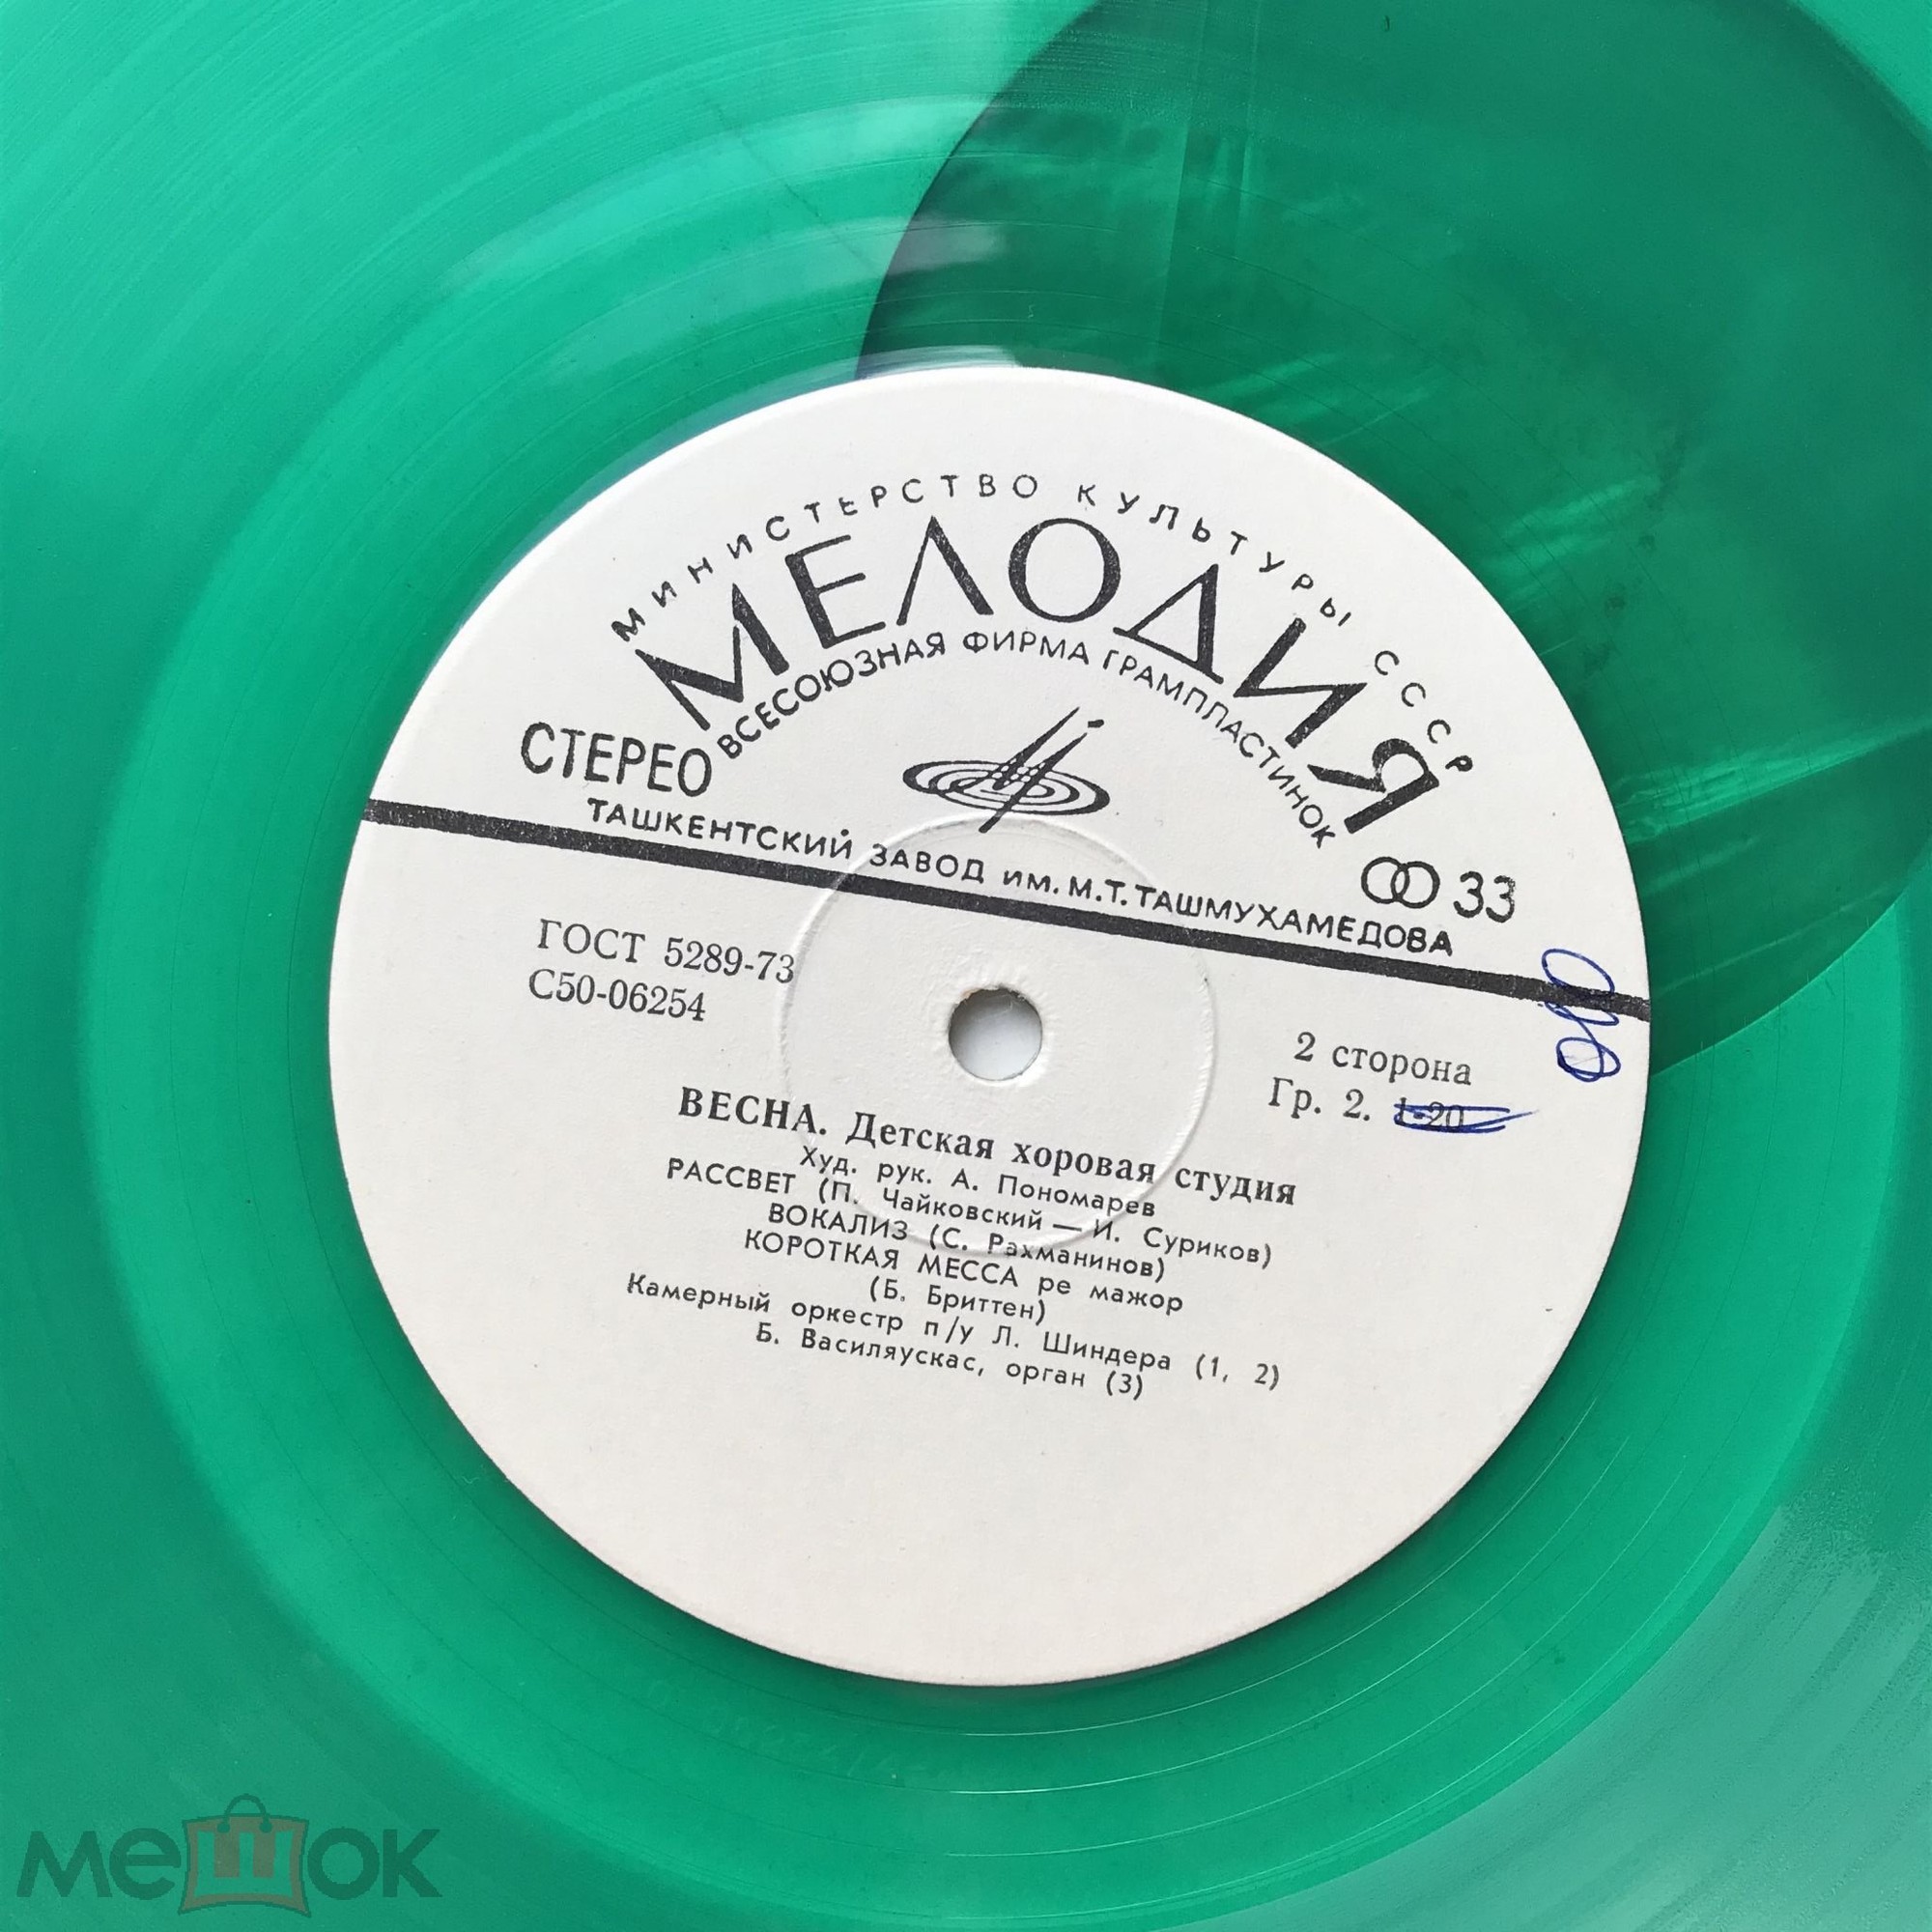 МИНИСТЕРСТВО КУЛЬТУРЫ СССР
МЕЛОДИЯ
ВСЕСОЮЗНАЯ ФИРМА ГРАМПЛАСТИНОК
СТЕРЕО
33
ТАШКЕНТСКИЙ ЗАВОД им. М.Т. ТАШМУХАМЕДОВА
ГОСТ 5289-73
С50-06254
2 сторона
Гр. 2. 1-20
ВЕСНА. Детская хоровая студия
Худ. рук. А. Пономарев
РАССВЕТ (П. Чайковский — И. Суриков)
ВОКАЛИЗ (С. Рахманинов)
КОРОТКАЯ МЕССА ре мажор
(Б. Бриттен)
Камерный оркестр п/у Л. Шиндера (1, 2)
Б. Василяускас, орган (3)
мешок